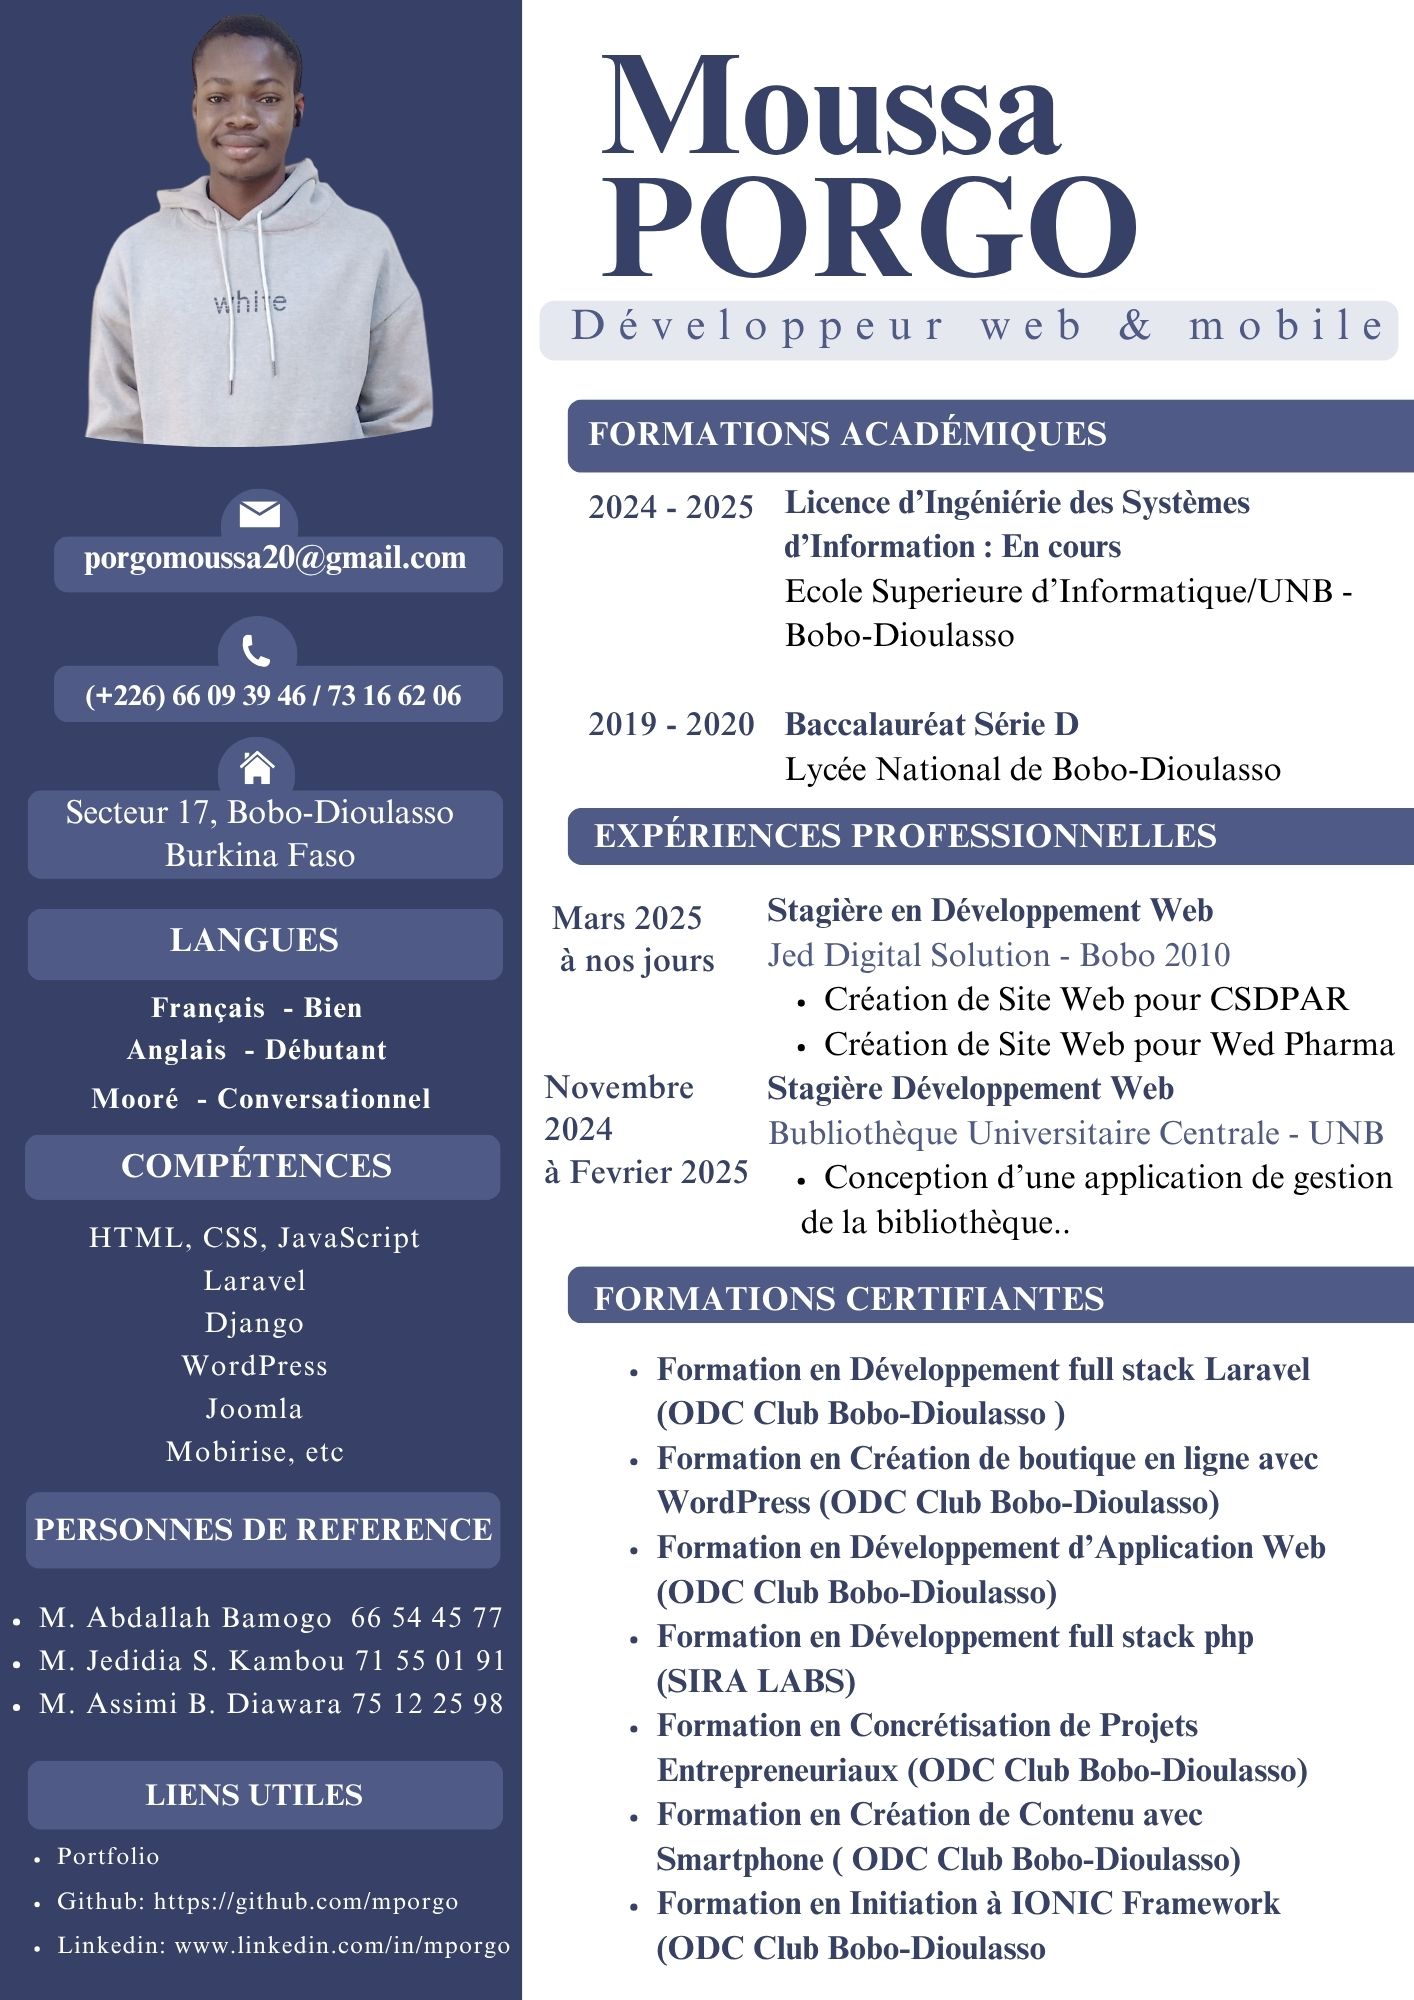 white
porgomoussa20@gmail.com
(+226) 66 09 39 46 / 73 16 62 06
Secteur 17, Bobo-Dioulasso
Burkina Faso
LANGUES
Français - Bien
Anglais - Débutant
Mooré - Conversationnel
COMPÉTENCES
HTML, CSS, JavaScript
Laravel
Django
WordPress
Joomla
Mobirise, etc
PERSONNES DE REFERENCE
• M. Abdallah Bamogo 66 54 45 77
• M. Jedidia S. Kambou 71 55 01 91
• M. Assimi B. Diawara 75 12 25 98
LIENS UTILES
• Portfolio
• Github: https://github.com/mporgo
• Linkedin: www.linkedin.com/in/mporgo
Moussa
PORGO
Développeur web & mobile
FORMATIONS ACADÉMIQUES
2024 - 2025
Licence d’Ingéniérie des Systèmes
d’Information : En cours
Ecole Superieure d’Informatique/UNB -
Bobo-Dioulasso
2019 - 2020
Baccalauréat Série D
Lycée National de Bobo-Dioulasso
EXPÉRIENCES PROFESSIONNELLES
Mars 2025
à nos jours
Stagière en Développement Web
Jed Digital Solution - Bobo 2010
• Création de Site Web pour CSDPAR
• Création de Site Web pour Wed Pharma
Novembre
2024
à Fevrier 2025
Stagière Développement Web
Bubliothèque Universitaire Centrale - UNB
• Conception d’une application de gestion
de la bibliothèque..
FORMATIONS CERTIFIANTES
• Formation en Développement full stack Laravel
(ODC Club Bobo-Dioulasso )
• Formation en Création de boutique en ligne avec
WordPress (ODC Club Bobo-Dioulasso)
• Formation en Développement d’Application Web
(ODC Club Bobo-Dioulasso)
• Formation en Développement full stack php
(SIRA LABS)
• Formation en Concrétisation de Projets
Entrepreneuriaux (ODC Club Bobo-Dioulasso)
• Formation en Création de Contenu avec
Smartphone ( ODC Club Bobo-Dioulasso)
• Formation en Initiation à IONIC Framework
(ODC Club Bobo-Dioulasso